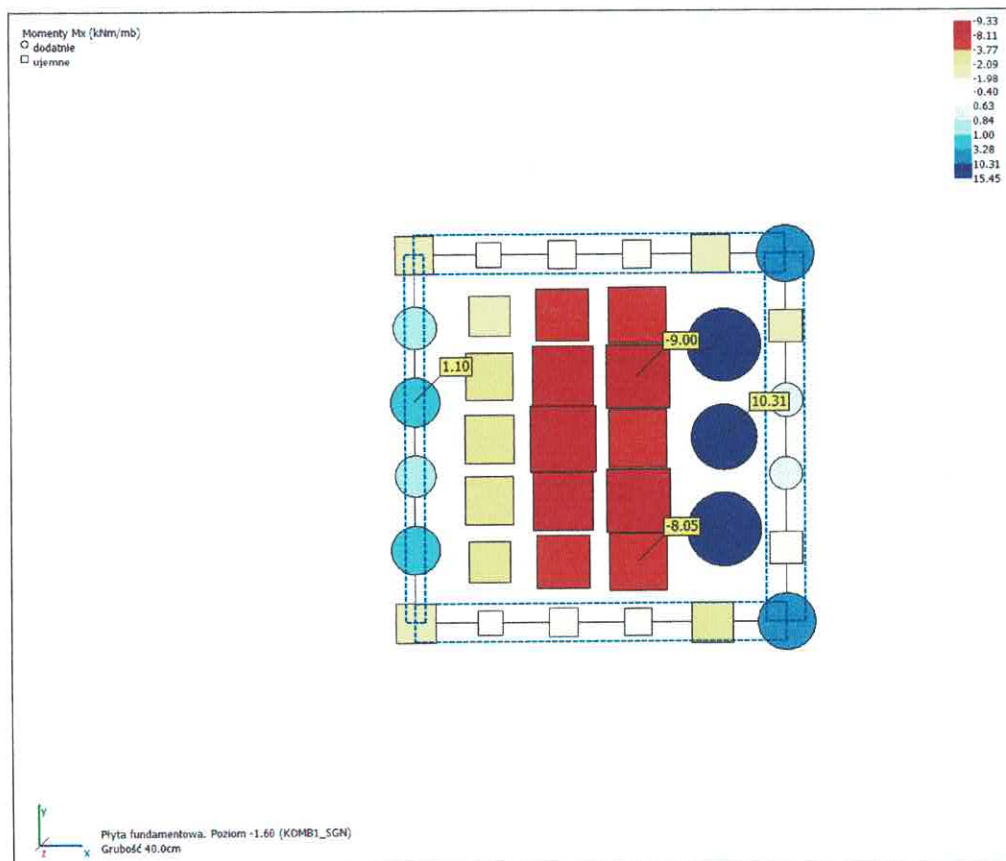 Momenty Mx (kNm/mb)
dodatnie
ujemne
-9.33
-8.11
-3.77
-2.09
-1.98
-0.40
0.63
0.84
1.00
3.28
10.31
15.45
-9.00
1.10
10.31
-8.05
y
z
x
Płyta fundamentowa. Poziom -1.60 (KOMB1_SGN)
Grubość 40.0cm